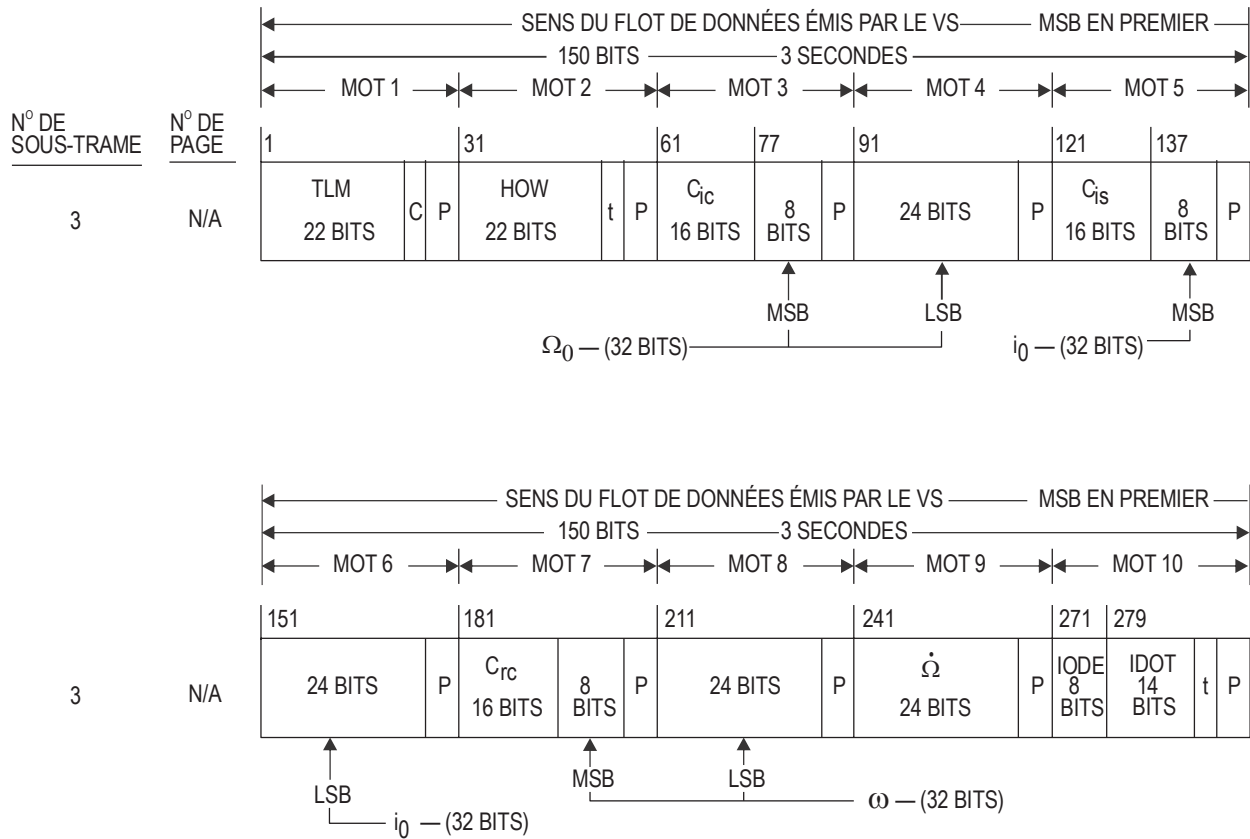 SENS DU FLOT DE DONNÉES ÉMIS PAR LE VS MSB EN PREMIER
150 BITS 3 SECONDES
MOT 1 MOT 2 MOT 3 MOT 4 MOT 5
N° DE SOUS-TRAME
N° DE PAGE
1 31 61 77 91 121 137
3 N/A
TLM 22 BITS
C
P
HOW 22 BITS
t
P
Cic 16 BITS
8 BITS
P
24 BITS
P
Cis 16 BITS
8 BITS
P
MSB LSB MSB
Ω0 — (32 BITS) i0 — (32 BITS)
SENS DU FLOT DE DONNÉES ÉMIS PAR LE VS MSB EN PREMIER
150 BITS 3 SECONDES
MOT 6 MOT 7 MOT 8 MOT 9 MOT 10
151 181 211 241 271 279
3 N/A
24 BITS
P
Crc 16 BITS
8 BITS
P
24 BITS
P
Ω̇ 24 BITS
P
IODE 8 BITS
IDOT 14 BITS
t
P
LSB MSB LSB
i0 — (32 BITS) ω — (32 BITS)